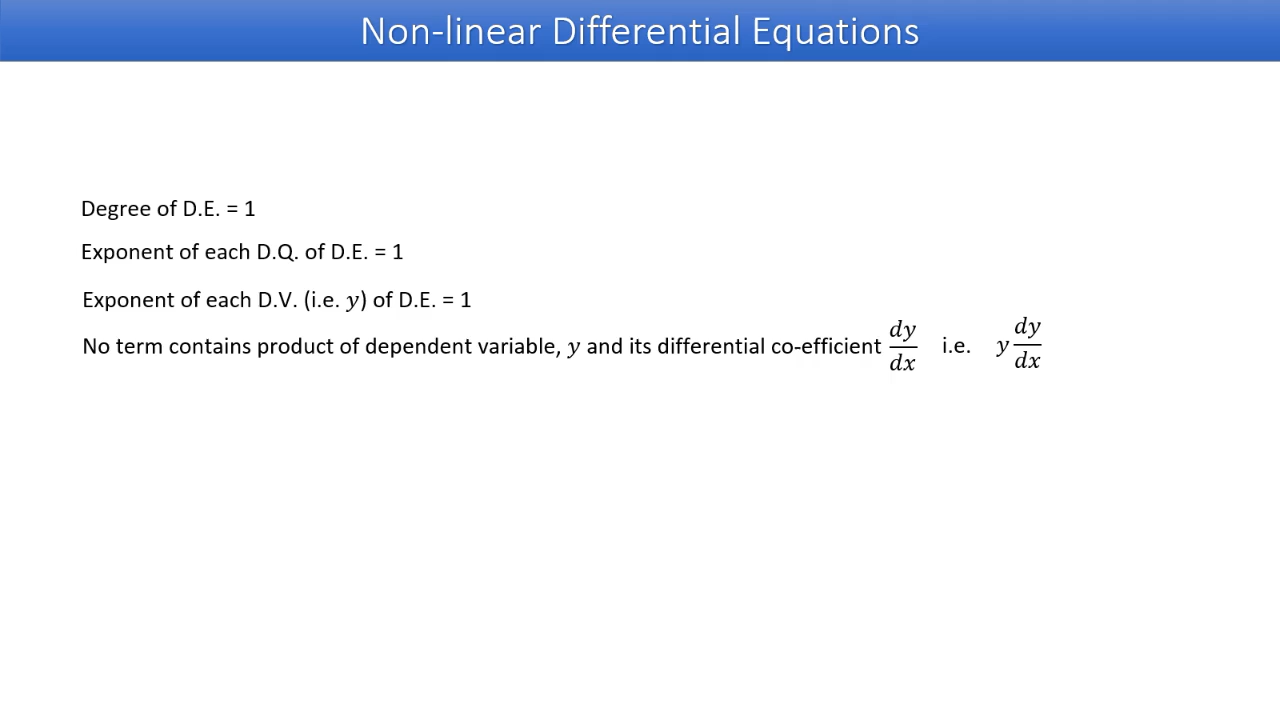 Non-linear Differential Equations
Degree of D.E. = 1
Exponent of each D.Q. of D.E. = 1
Exponent of each D.V. (i.e. y) of D.E. = 1
No term contains product of dependent variable, y and its differential co-efficient dy/dx i.e. y dy/dx